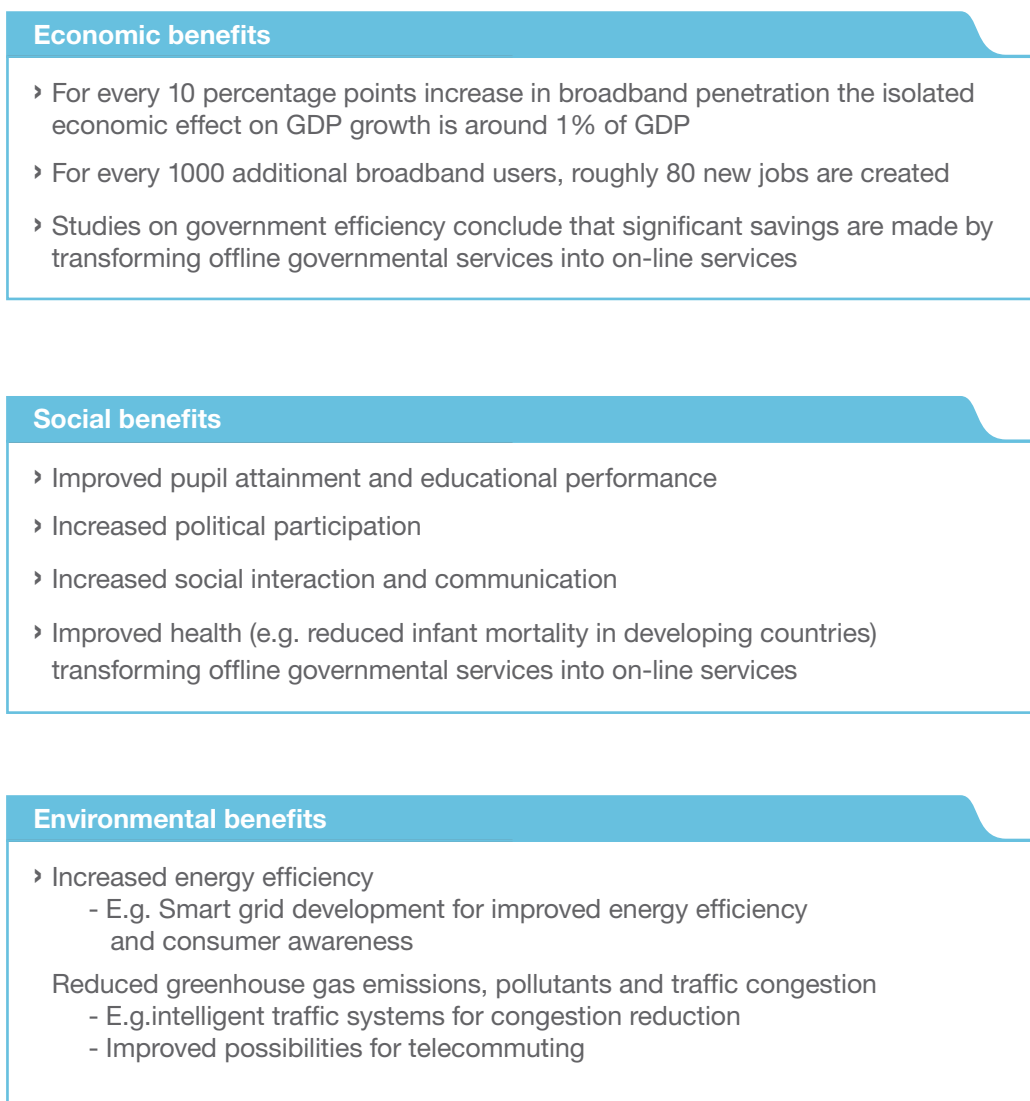 Economic benefits
› For every 10 percentage points increase in broadband penetration the isolated
economic effect on GDP growth is around 1% of GDP
› For every 1000 additional broadband users, roughly 80 new jobs are created
› Studies on government efficiency conclude that significant savings are made by
transforming offline governmental services into on-line services
Social benefits
› Improved pupil attainment and educational performance
› Increased political participation
› Increased social interaction and communication
› Improved health (e.g. reduced infant mortality in developing countries)
transforming offline governmental services into on-line services
Environmental benefits
› Increased energy efficiency
- E.g. Smart grid development for improved energy efficiency
and consumer awareness
Reduced greenhouse gas emissions, pollutants and traffic congestion
- E.g.intelligent traffic systems for congestion reduction
- Improved possibilities for telecommuting